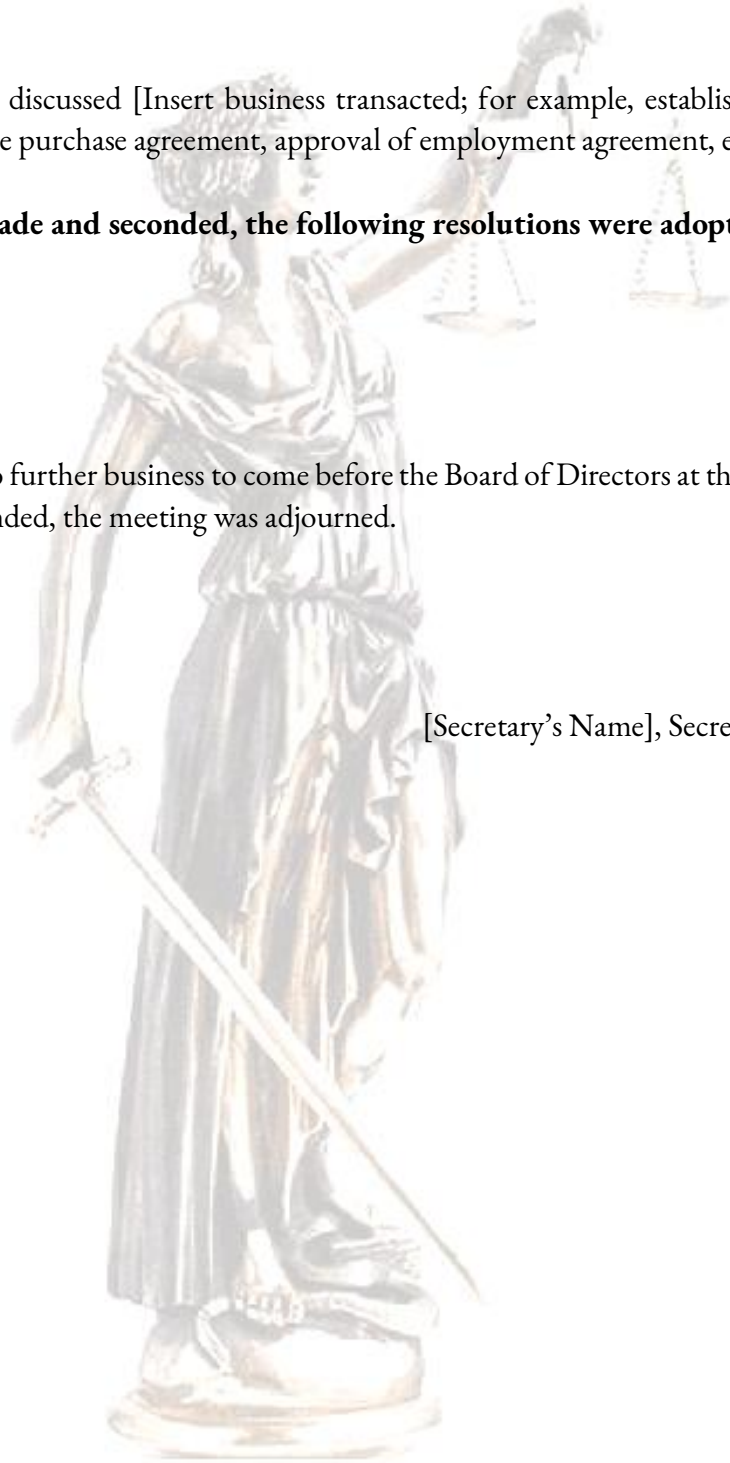 discussed [Insert business transacted; for example, establis
e purchase agreement, approval of employment agreement, e
ade and seconded, the following resolutions were adopt
further business to come before the Board of Directors at th
nded, the meeting was adjourned.
[Secretary’s Name], Secre